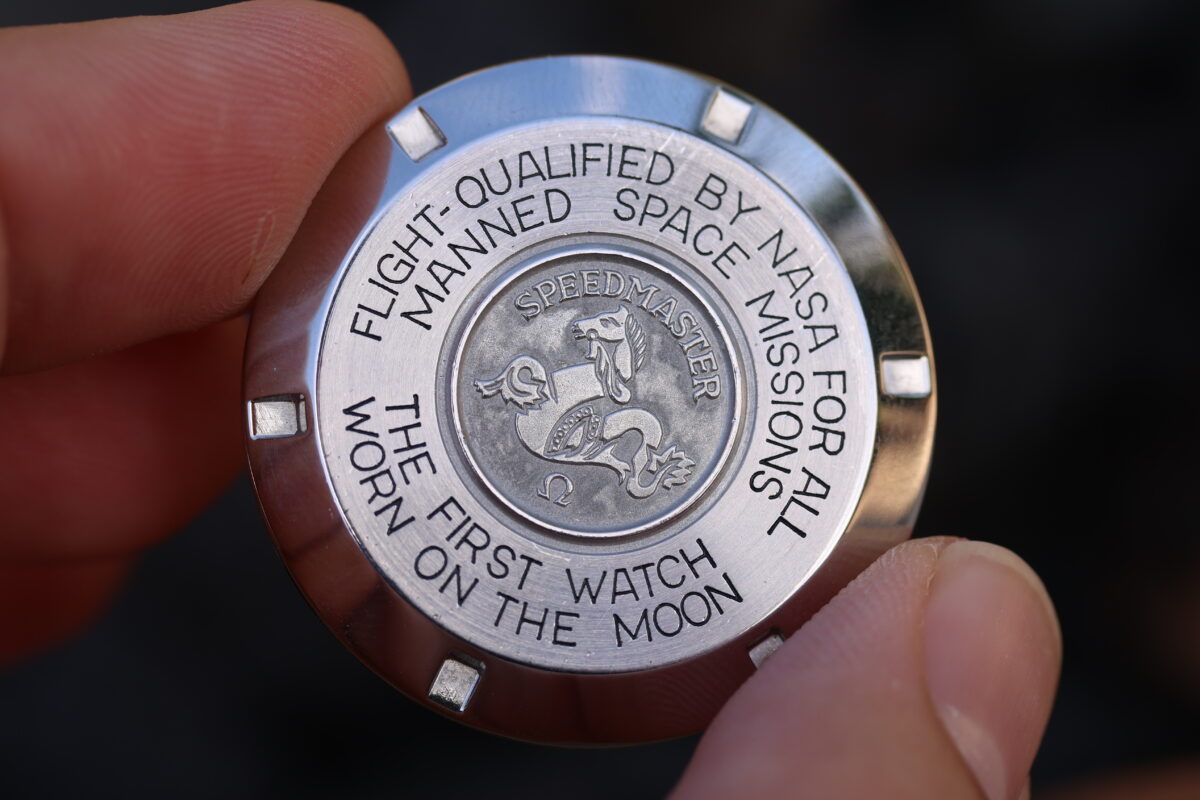 FLIGHT-QUALIFIED BY NASA FOR ALL
MANNED SPACE MISSIONS
SPEEDMASTER
Ω
THE FIRST WATCH
WORN ON THE MOON